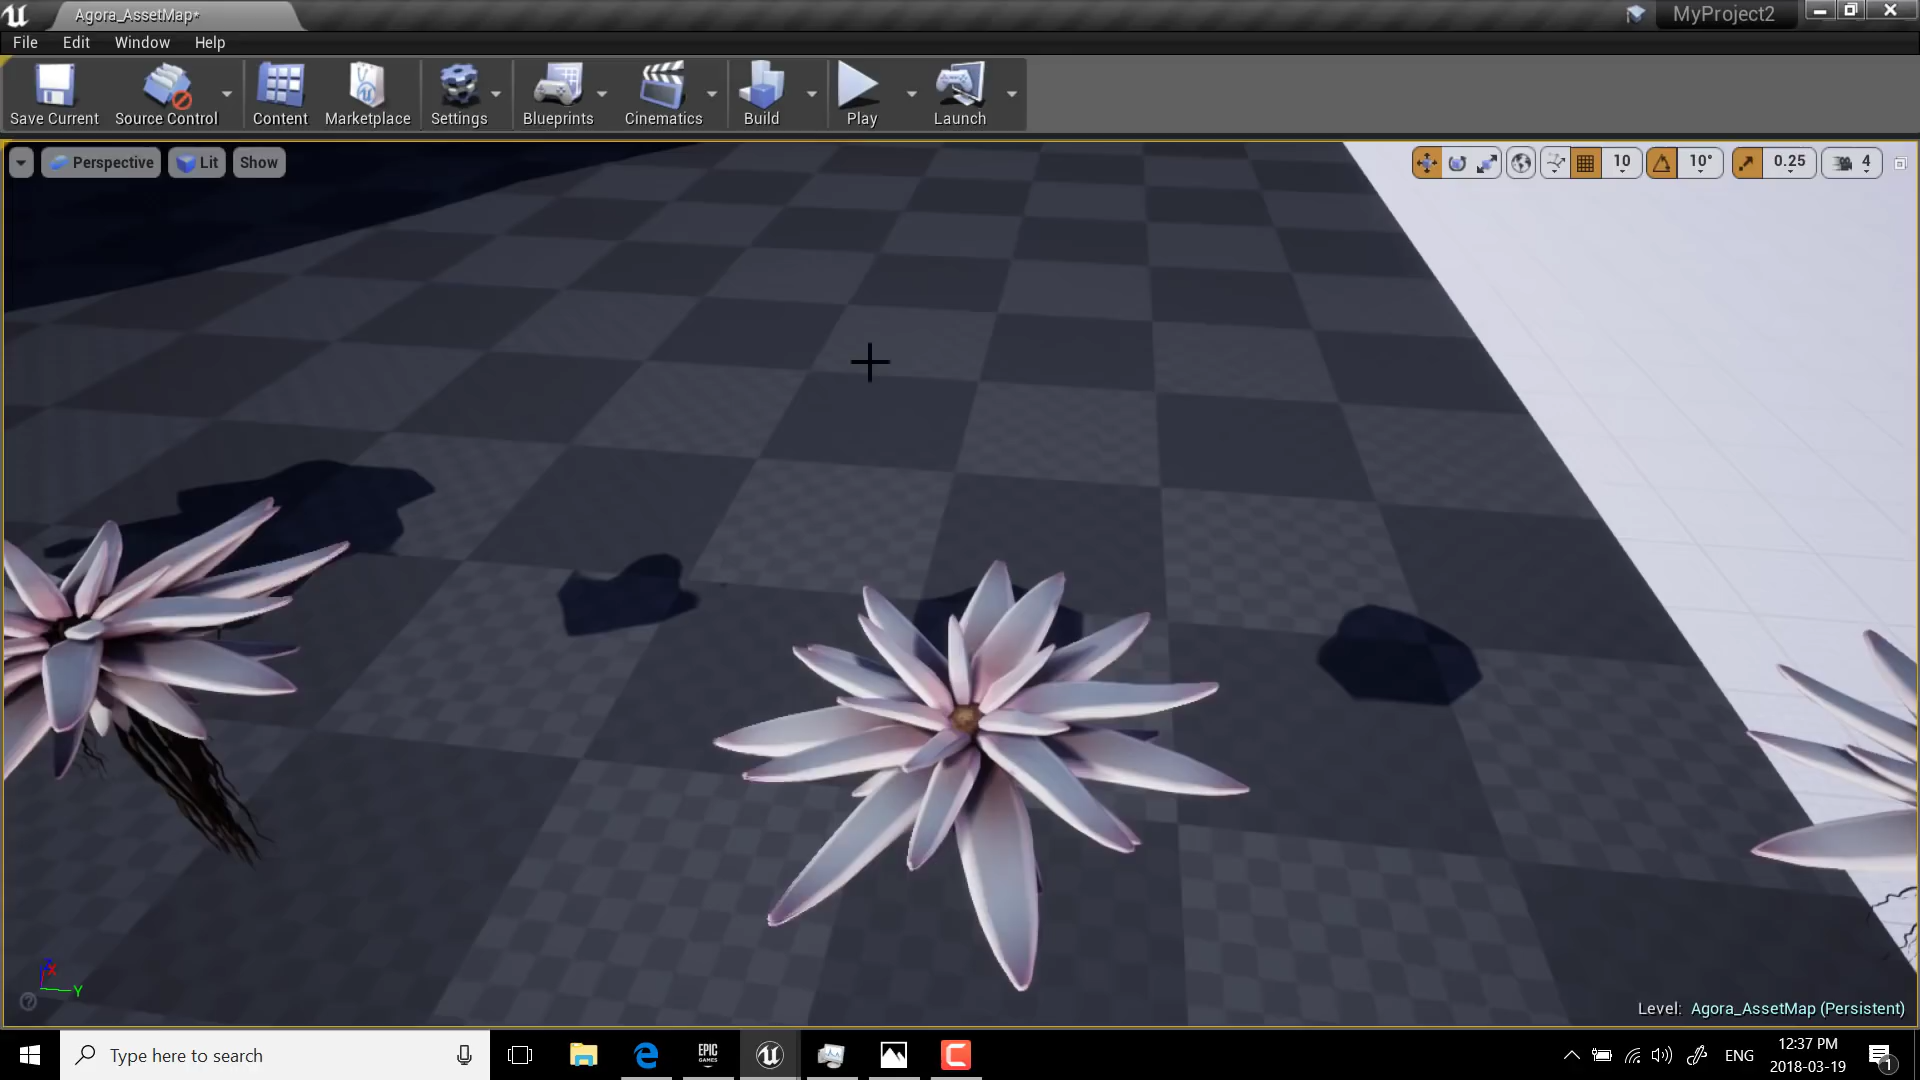 Agora_AssetMap*
MyProject2
File Edit Window Help
Save Current Source Control Content Marketplace Settings Blueprints Cinematics Build Play Launch
Perspective Lit Show
10 10° 0.25 4
Y
Level: Agora_AssetMap (Persistent)
Type here to search
EPIC GAMES
ENG
12:37 PM
2018-03-19
1